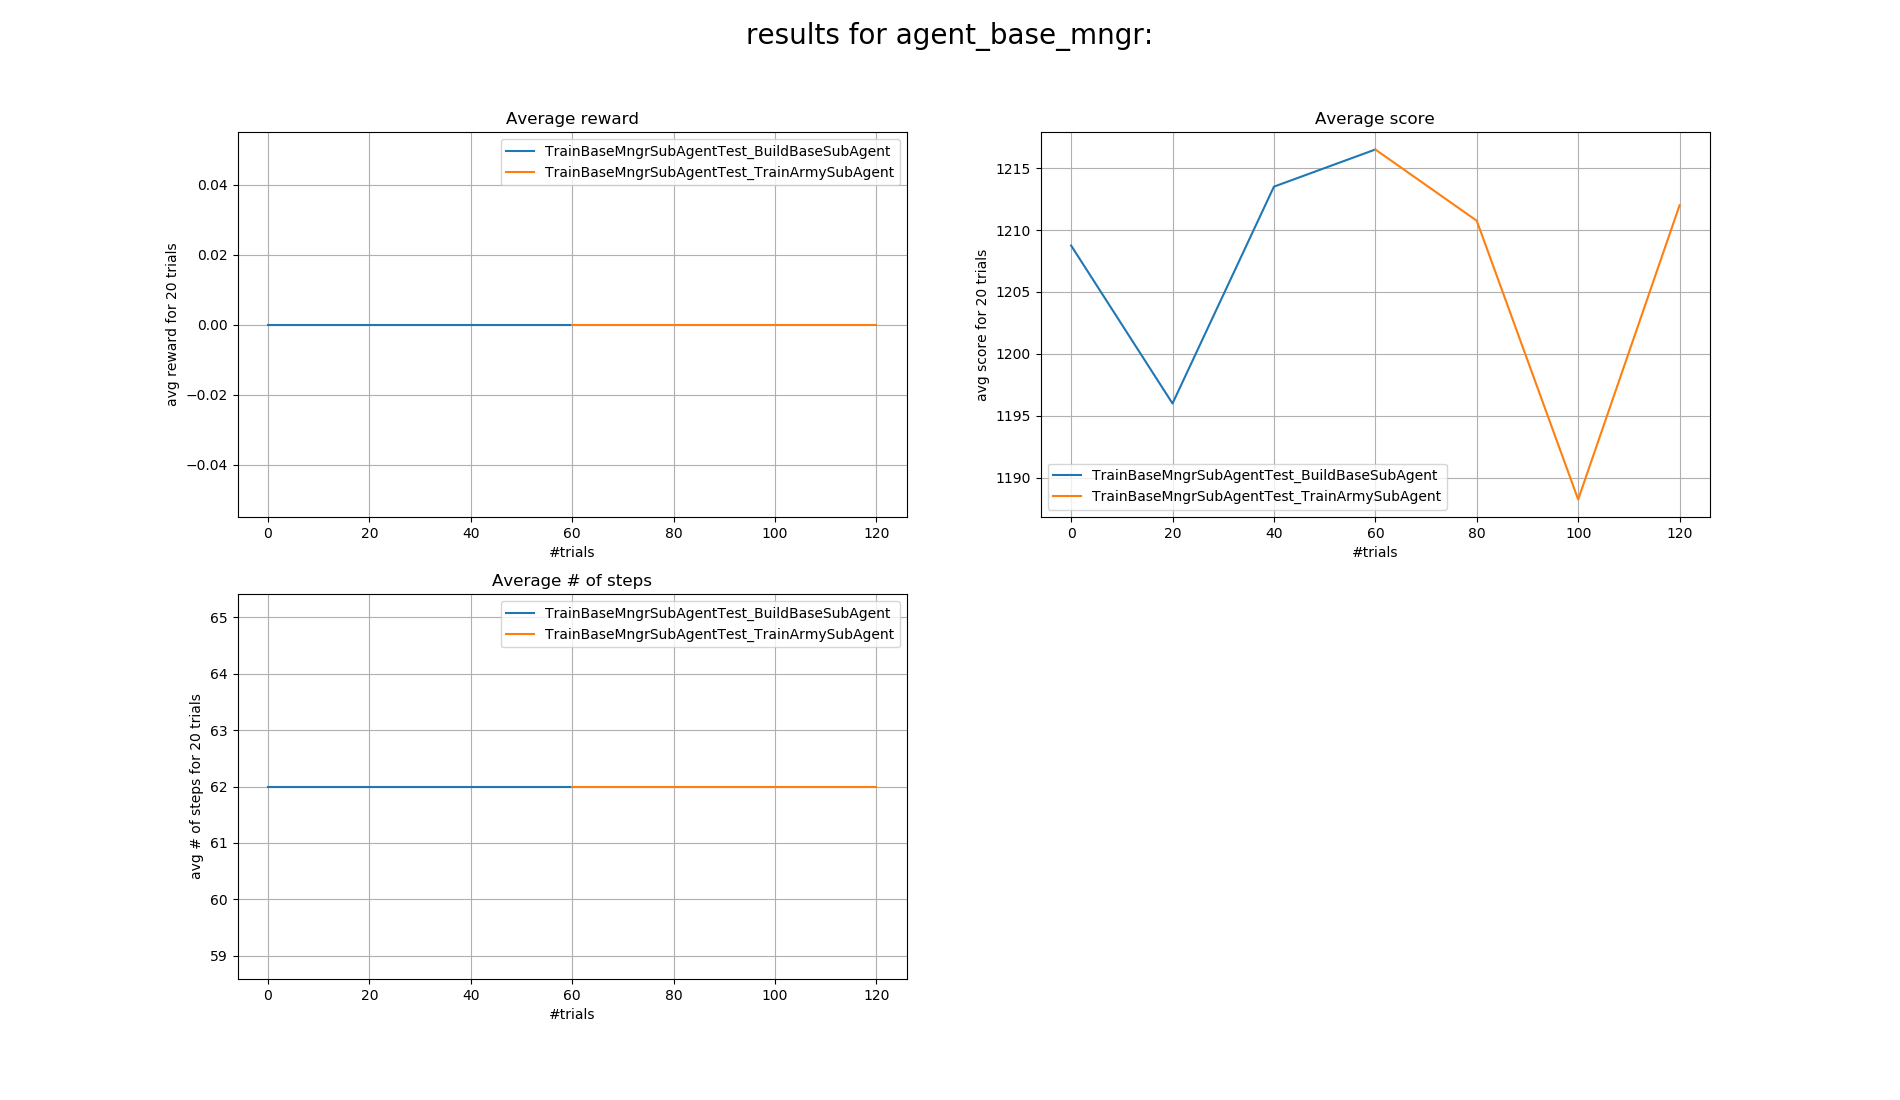 results for agent_base_mngr:
Average reward
TrainBaseMngrSubAgentTest_BuildBaseSubAgent
TrainBaseMngrSubAgentTest_TrainArmySubAgent
avg reward for 20 trials
0.04
0.02
0.00
−0.02
−0.04
0 20 40 60 80 100 120
#trials
Average score
avg score for 20 trials
1215
1210
1205
1200
1195
1190
TrainBaseMngrSubAgentTest_BuildBaseSubAgent
TrainBaseMngrSubAgentTest_TrainArmySubAgent
0 20 40 60 80 100 120
#trials
Average # of steps
TrainBaseMngrSubAgentTest_BuildBaseSubAgent
TrainBaseMngrSubAgentTest_TrainArmySubAgent
avg # of steps for 20 trials
65
64
63
62
61
60
59
0 20 40 60 80 100 120
#trials